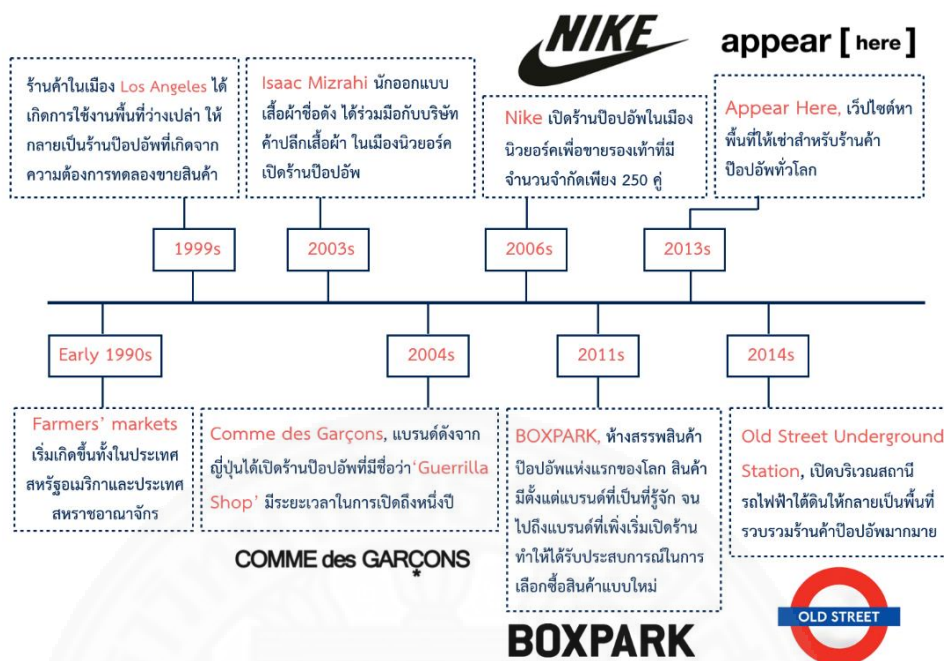 NIKE
appear [here]
ร้านค้าในเมือง Los Angeles ได้
เกิดการใช้งานพื้นที่ว่างเปล่า ให้
กลายเป็นร้านป๊อปอัพที่เกิดจาก
ความต้องการทดลองขายสินค้า
Isaac Mizrahi นักออกแบบ
เสื้อผ้าชื่อดัง ได้ร่วมมือกับบริษัท
ค้าปลีกเสื้อผ้า ในเมืองนิวยอร์ค
เปิดร้านป๊อปอัพ
Nike เปิดร้านป๊อปอัพในเมือง
นิวยอร์คเพื่อขายรองเท้าที่มี
จำนวนจำกัดเพียง 250 คู่
Appear Here, เว็ปไซต์หา
พื้นที่ให้เช่าสำหรับร้านค้า
ป๊อปอัพทั่วโลก
1999s
2003s
2006s
2013s
Early 1990s
2004s
2011s
2014s
Farmers' markets
เริ่มเกิดขึ้นทั้งในประเทศ
สหรัฐอเมริกาและประเทศ
สหราชอาณาจักร
Comme des Garçons, แบรนด์ดังจาก
ญี่ปุ่นได้เปิดร้านป๊อปอัพที่มีชื่อว่า 'Guerrilla
Shop' มีระยะเวลาในการเปิดถึงหนึ่งปี
COMME des GARÇONS
BOXPARK, ห้างสรรพสินค้า
ป๊อปอัพแห่งแรกของโลก สินค้า
มีตั้งแต่แบรนด์ที่เป็นที่รู้จัก จน
ไปถึงแบรนด์ที่เพิ่งเริ่มเปิดร้าน
ทำให้ได้รับประสบการณ์ในการ
เลือกซื้อสินค้าแบบใหม่
BOXPARK
Old Street Underground
Station, เปิดบริเวณสถานี
รถไฟฟ้าใต้ดินให้กลายเป็นพื้นที่
รวบรวมร้านค้าป๊อปอัพมากมาย
OLD STREET